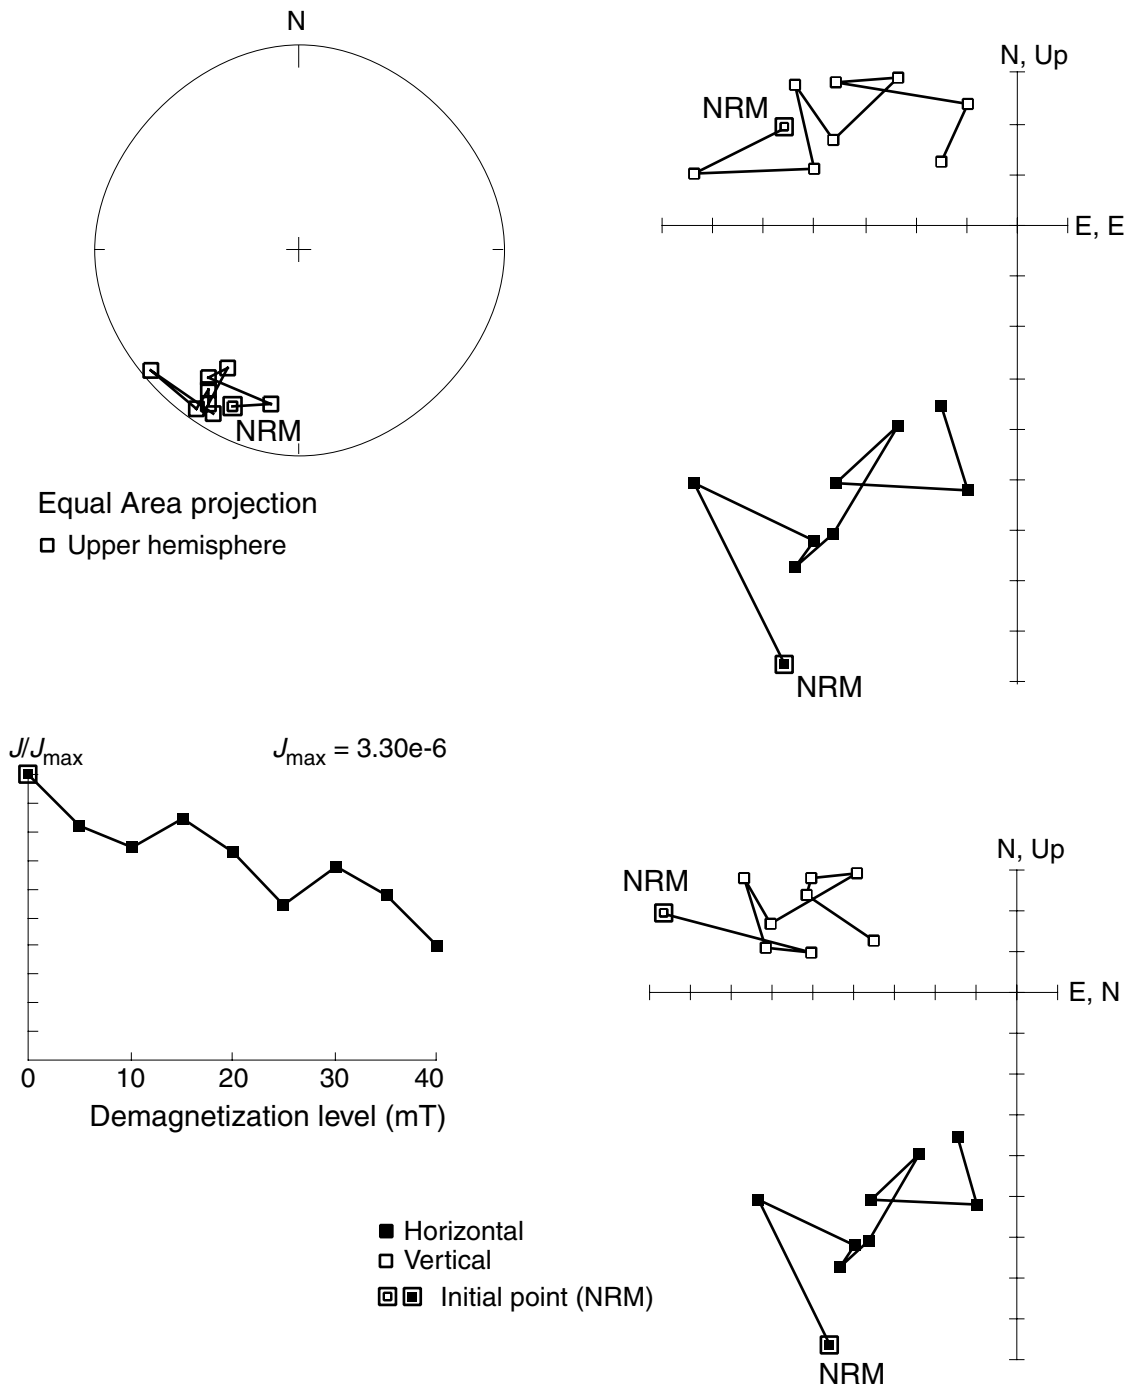 N
NRM
Equal Area projection
Upper hemisphere
N, Up
NRM
E, E
NRM
J/Jmax
Jmax = 3.30e-6
0 10 20 30 40
Demagnetization level (mT)
N, Up
NRM
E, N
NRM
Horizontal
Vertical
Initial point (NRM)